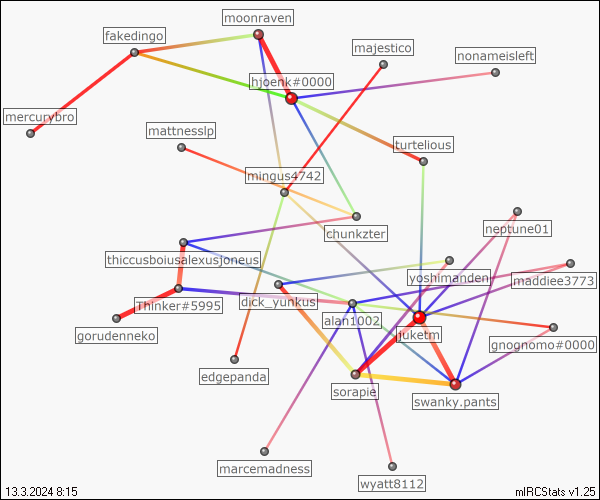 moonraven
fakedingo
majestico
nonameisleft
hjoenk#0000
mercurybro
mattnesslp
turtelious
mingus4742
neptune01
chunkzter
thiccusboiusalexusjoneus
yoshimanden
maddiee3773
Thinker#5995
dick_yunkus
alan1002
juketm
gorudenneko
gnognomo#0000
edgepanda
sorapie
swanky.pants
marcemadness
wyatt8112
13.3.2024 8:15
mIRCStats v1.25